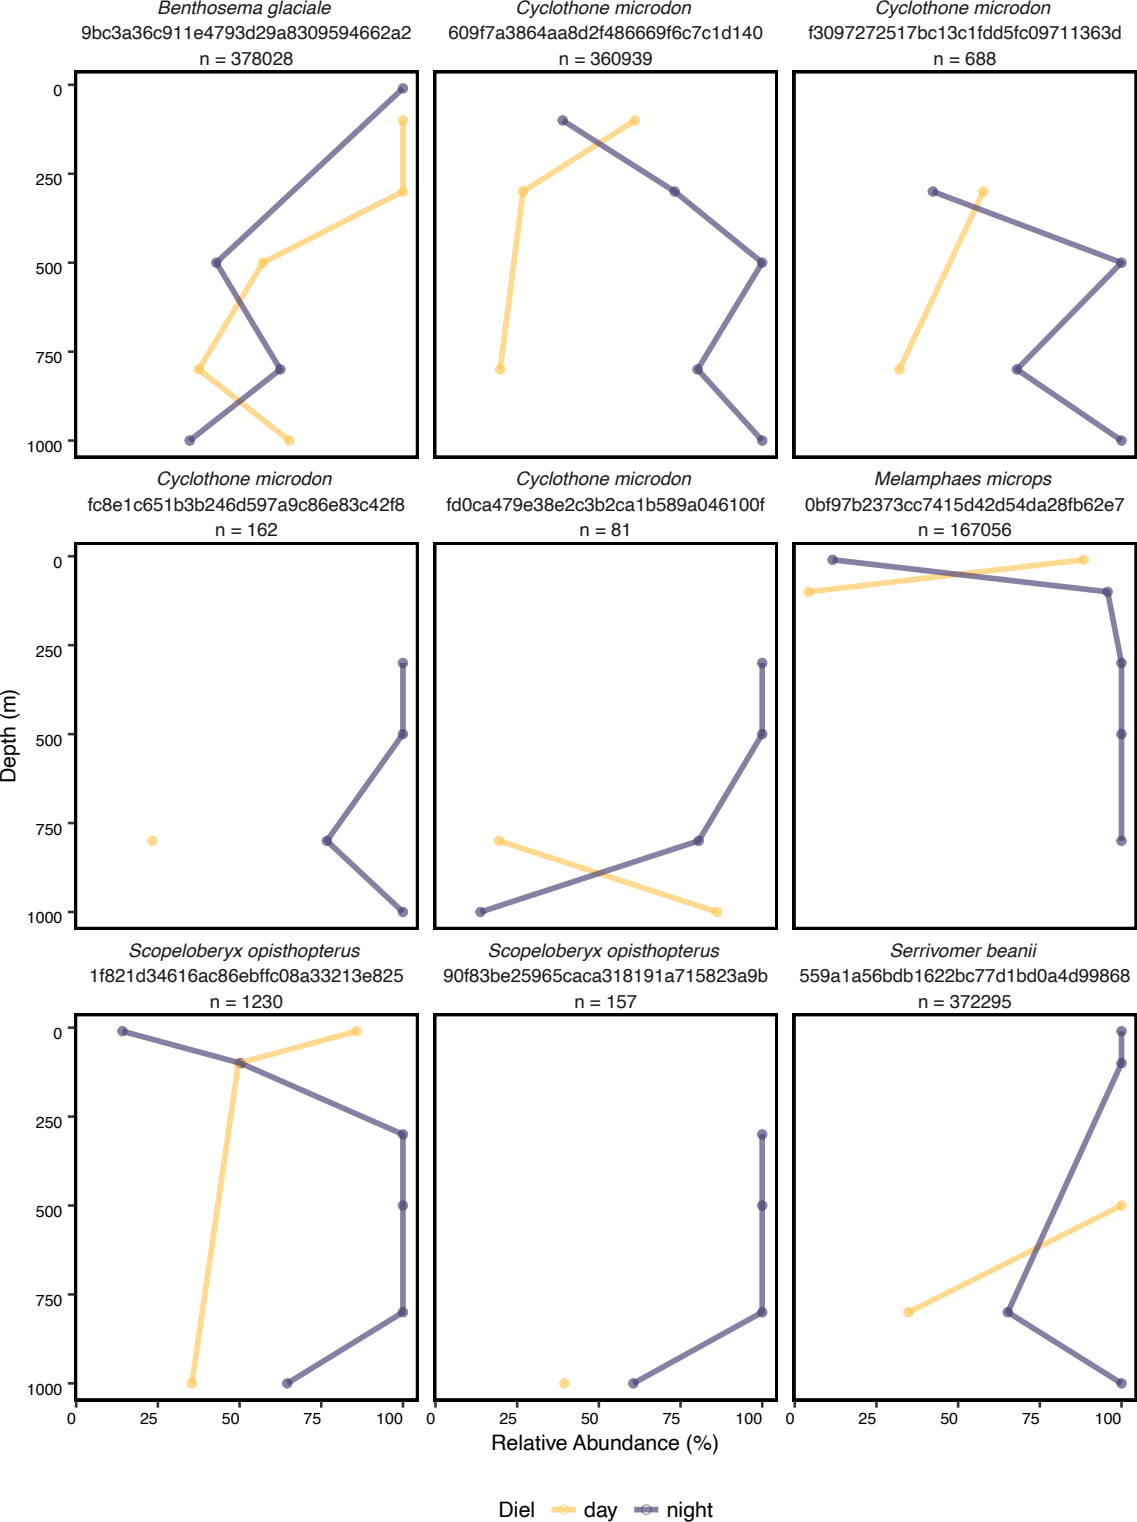 Benthosema glaciale
9bc3a36c911e4793d29a8309594662a2
n = 378028
Cyclothone microdon
609f7a3864aa8d2f486669f6c7c1d140
n = 360939
Cyclothone microdon
f3097272517bc13c1fdd5fc09711363d
n = 688
0
250
500
750
1000
Cyclothone microdon
fc8e1c651b3b246d597a9c86e83c42f8
n = 162
Cyclothone microdon
fd0ca479e38e2c3b2ca1b589a046100f
n = 81
Melamphaes microps
0bf97b2373cc7415d42d54da28fb62e7
n = 167056
0
250
500
750
1000
Depth (m)
Scopeloberyx opisthopterus
1f821d34616ac86ebffc08a33213e825
n = 1230
Scopeloberyx opisthopterus
90f83be25965caca318191a715823a9b
n = 157
Serrivomer beanii
559a1a56bdb1622bc77d1bd0a4d99868
n = 372295
0
250
500
750
1000
0 25 50 75 100
0 25 50 75 100
0 25 50 75 100
Relative Abundance (%)
Diel day night